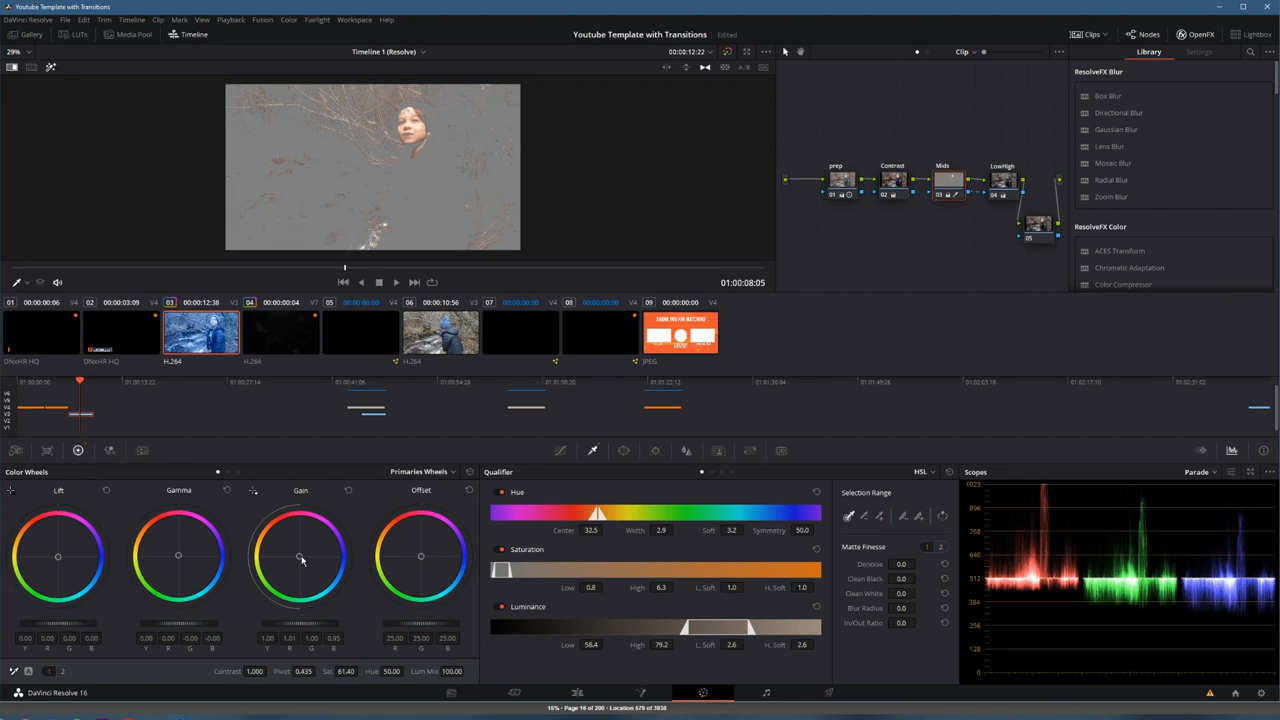 Youtube Template with Transitions
DaVinci Resolve File Edit Trim Timeline Clip Mark View Playback Fusion Color Fairlight Workspace Help
Gallery LUTs Media Pool Timeline Youtube Template with Transitions Edited Clips Nodes OpenFX Lightbox
29% Timeline 1 (Resolve) 00:00:12:22 Clip Library Settings
A/B
ResolveFX Blur
Box Blur
Directional Blur
Gaussian Blur
Lens Blur
Mosaic Blur
Radial Blur
Zoom Blur
ResolveFX Color
ACES Transform
Chromatic Adaptation
Color Compressor
prep Contrast Mids LowHigh
01 02 03 04
05
01:00:08:05
01 00:00:00:06 V4 02 00:00:03:09 V4 03 00:00:12:38 V3 04 00:00:00:04 V7 05 00:00:00:00 V4 06 00:00:10:56 V4 07 00:00:00:00 V4 08 00:00:00:00 V4 09 00:00:00:00 V4
THANK YOU FOR WATCHING
DNxHR HQ DNxHR HQ H.264 H.264 H.264 JPEG
01:00:00:00 01:00:13:22 01:00:27:14 01:00:41:06 01:00:54:28 01:01:08:20 01:01:22:12 01:01:36:04 01:01:49:26 01:02:03:18 01:02:17:10 01:02:31:02
V6
V5
V4
V3
V2
V1
Color Wheels Primaries Wheels Qualifier HSL Scopes Parade
Lift Gamma Gain Offset
0.00 0.00 0.00 0.00 0.00 0.00 -0.00 -0.00 1.00 1.01 1.00 0.95 25.00 25.00 25.00
Y R G B Y R G B Y R G B R G B
A 1 2 Contrast 1.000 Pivot 0.435 Sat 61.40 Hue 50.00 Lum Mix 100.00
Hue
Center 32.5 Width 2.9 Soft 3.2 Symmetry 50.0
Saturation
Low 0.8 High 6.3 L. Soft 1.0 H. Soft 1.0
Luminance
Low 58.4 High 79.2 L. Soft 2.6 H. Soft 2.6
Selection Range
Matte Finesse 1 2
Denoise 0.0
Clean Black 0.0
Clean White 0.0
Blur Radius 0.0
In/Out Ratio 0.0
1023
896
768
640
512
384
256
128
0
DaVinci Resolve 16
15% - Page 16 of 200 - Location 579 of 3938